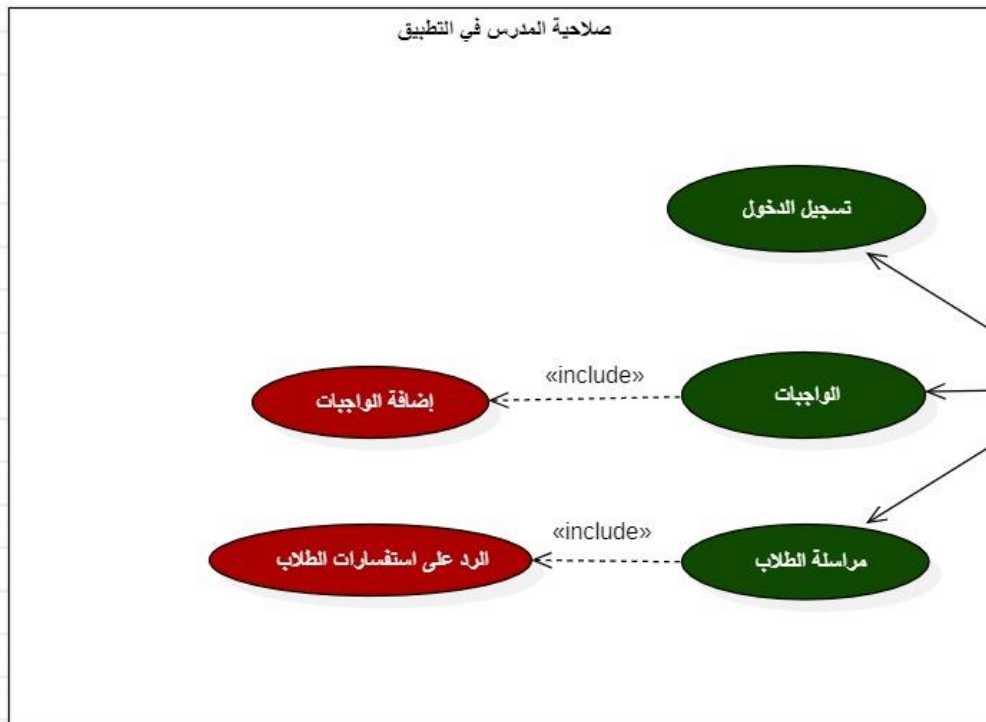 صلاحية المدرس في التطبيق
تسجيل الدخول
الواجبات
«include»
إضافة الواجبات
مراسلة الطلاب
«include»
الرد على استفسارات الطلاب